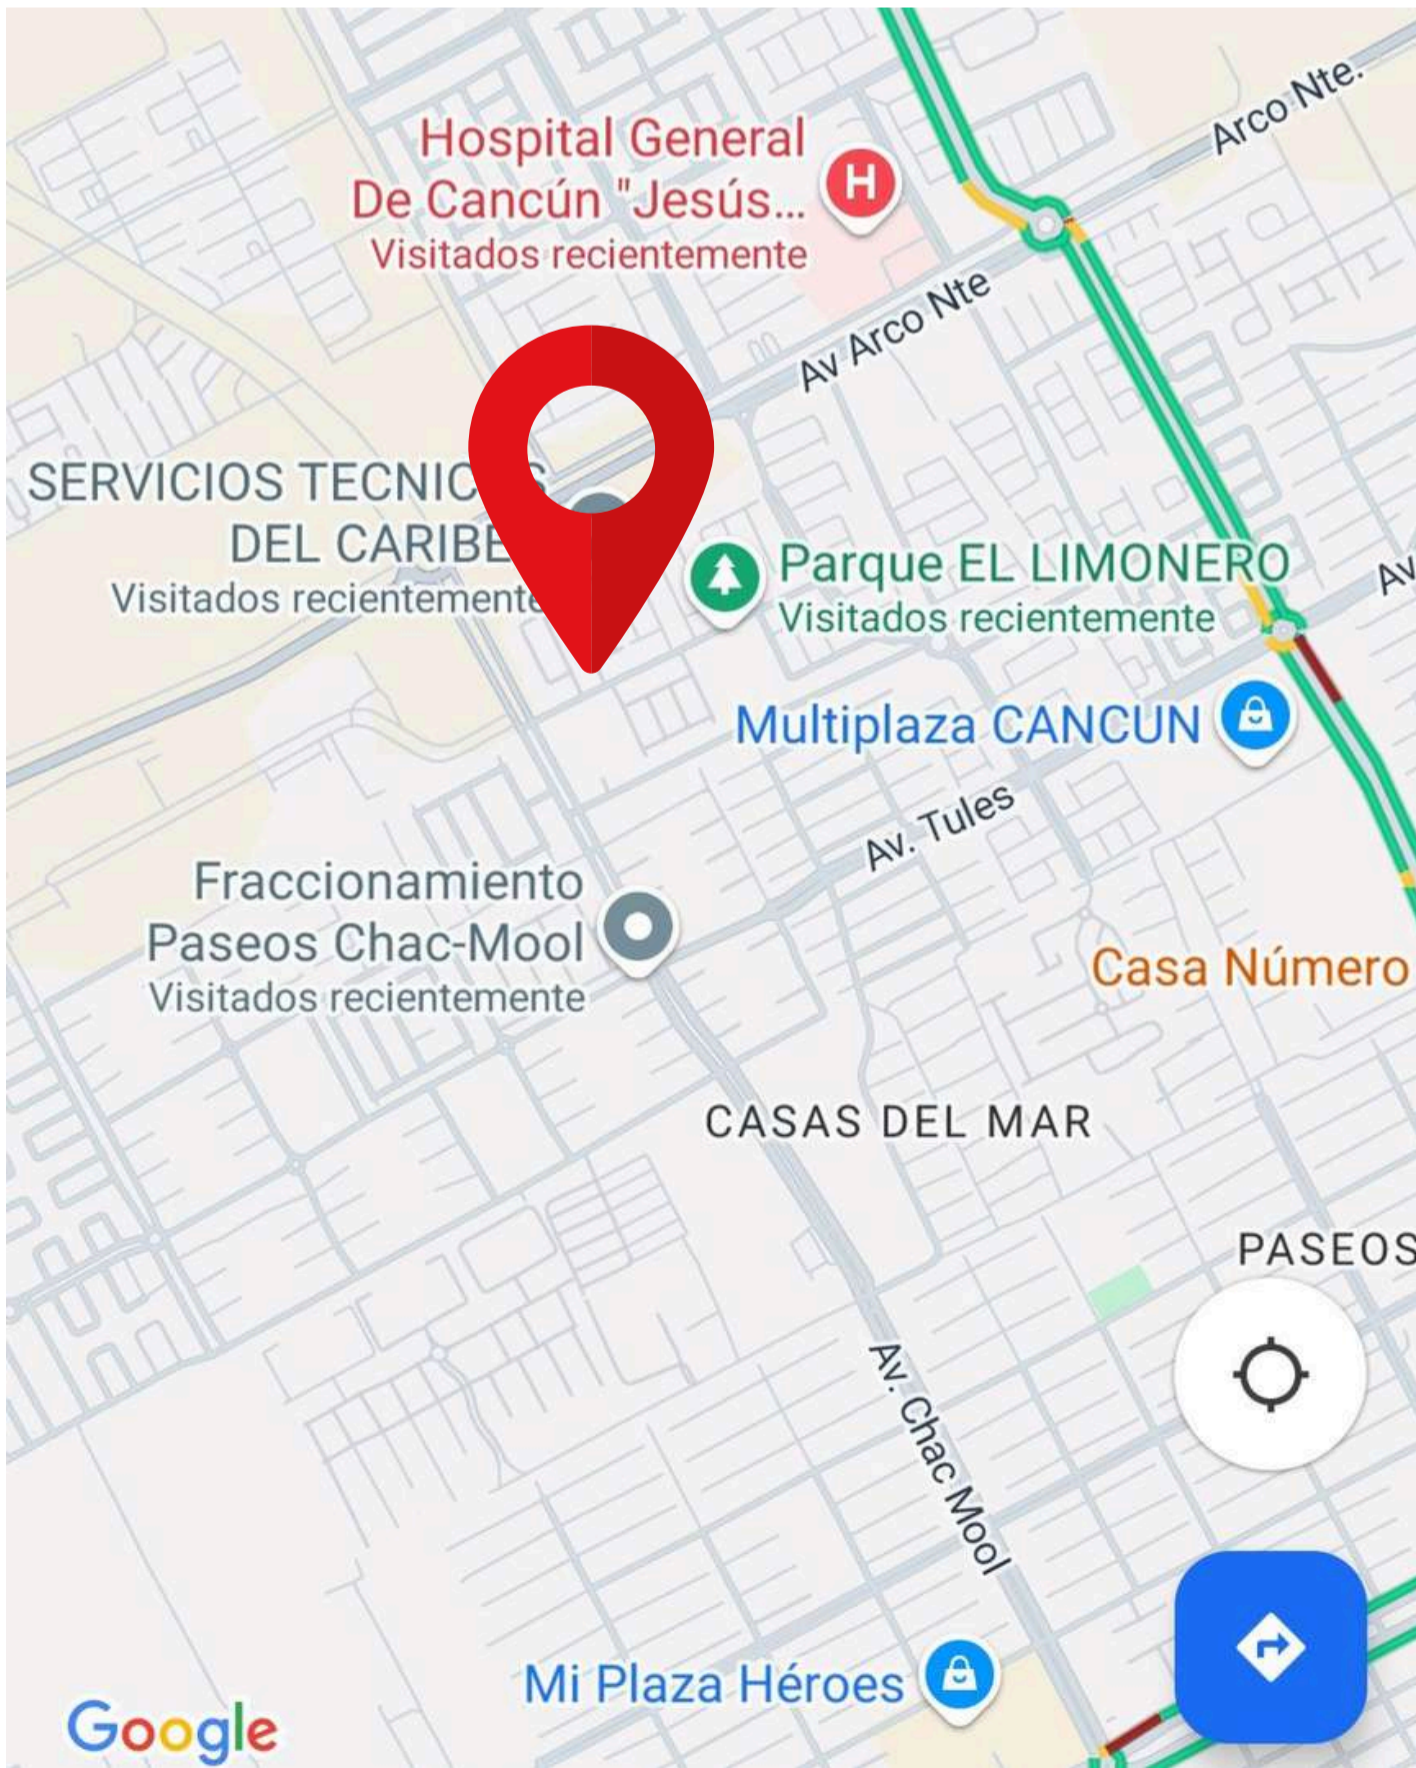 Arco Nte.
Hospital General
De Cancún "Jesús...
Visitados recientemente
H
Av Arco Nte
SERVICIOS TECNIC S
DEL CARIBE
Visitados recientemente
Parque EL LIMONERO
Visitados recientemente
Av
Multiplaza CANCUN
Av. Tules
Fraccionamiento
Paseos Chac-Mool
Visitados recientemente
Casa Número
CASAS DEL MAR
PASEOS
Av. Chac Mool
Mi Plaza Héroes
Google